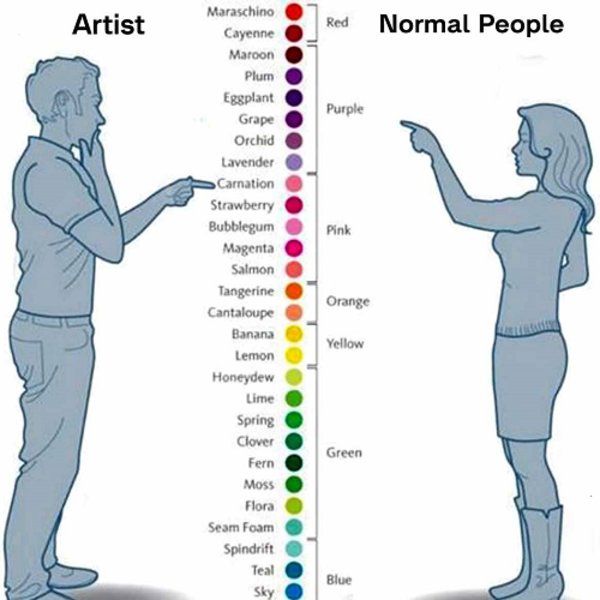 Artist
Normal People
Maraschino
Cayenne
Red
Maroon
Plum
Eggplant
Grape
Orchid
Lavender
Purple
Carnation
Strawberry
Bubblegum
Magenta
Salmon
Pink
Tangerine
Cantaloupe
Orange
Banana
Lemon
Yellow
Honeydew
Lime
Spring
Clover
Fern
Moss
Flora
Seam Foam
Green
Spindrift
Teal
Sky
Blue